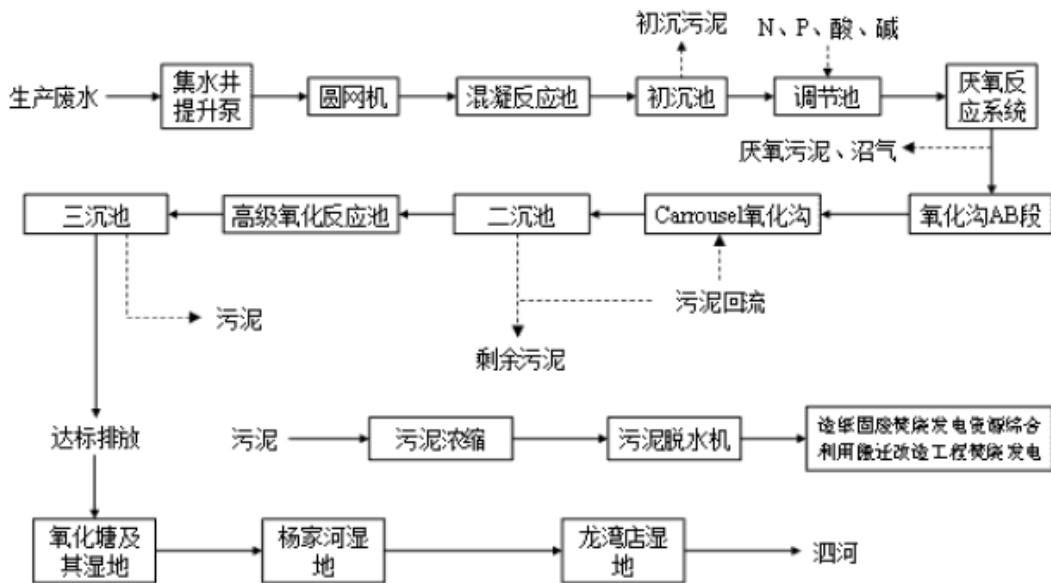 初沉污泥
N、P、酸、碱
生产废水
集水井
提升泵
圆网机
混凝反应池
初沉池
调节池
厌氧反
应系统
厌氧污泥、沼气
三沉池
高级氧化反应池
二沉池
Carrousel氧化沟
氧化沟AB段
污泥
污泥回流
剩余污泥
达标排放
污泥
污泥浓缩
污泥脱水机
造纸固废焚烧发电资源综合
利用搬迁改造工程焚烧发电
氧化塘及
其湿地
杨家河湿
地
龙湾店湿
地
泗河